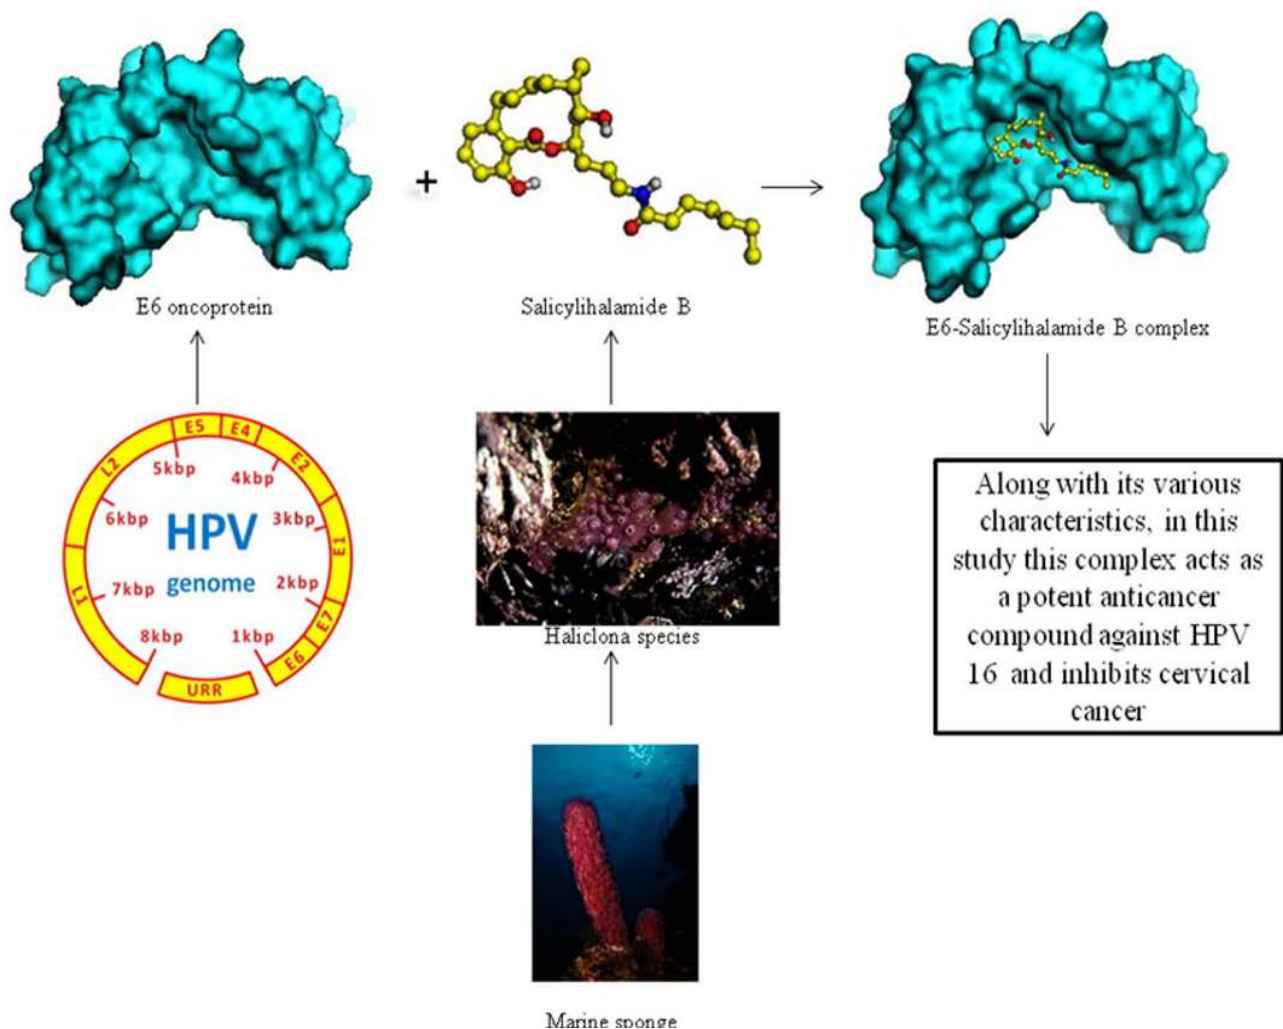 +
E6 oncoprotein
Salicylihalamide B
E6-Salicylihalamide B complex
E5
E4
E2
E1
E7
E6
URR
L1
L2
5kbp
4kbp
3kbp
2kbp
1kbp
8kbp
7kbp
6kbp
HPV
genome
Haliclona species
Marine sponge
Along with its various
characteristics, in this
study this complex acts as
a potent anticancer
compound against HPV
16 and inhibits cervical
cancer